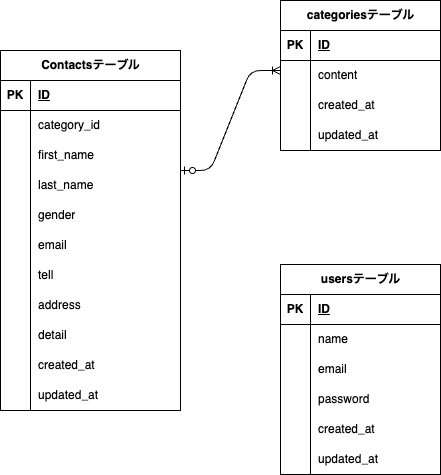 Contactsテーブル
PK ID
category_id
first_name
last_name
gender
email
tell
address
detail
created_at
updated_at
categoriesテーブル
PK ID
content
created_at
updated_at
usersテーブル
PK ID
name
email
password
created_at
updated_at